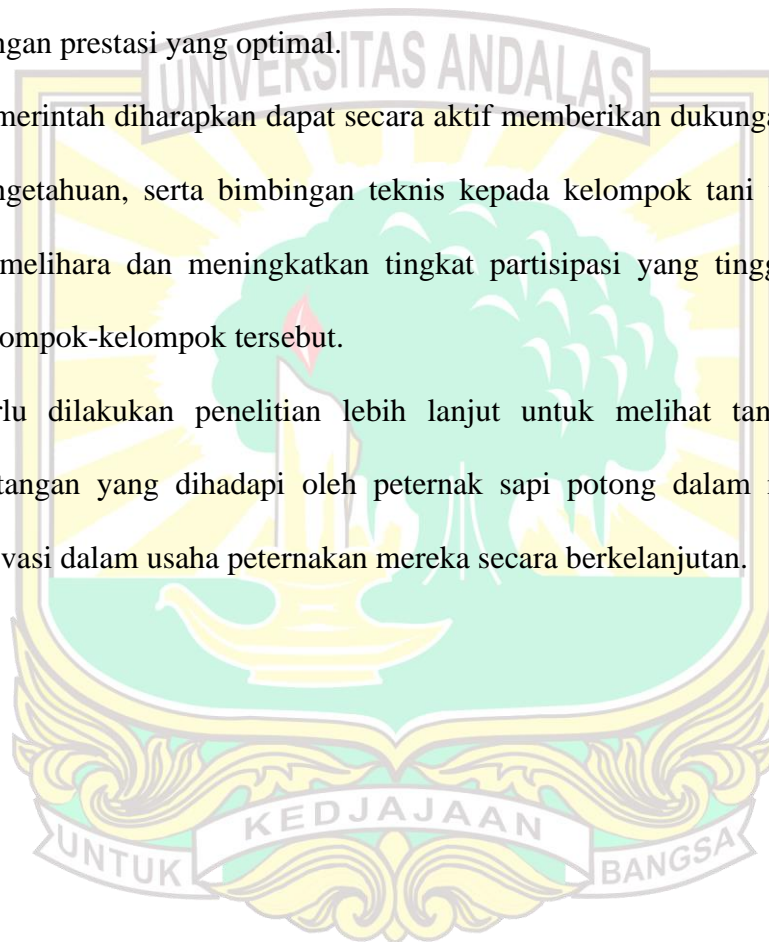 ngan prestasi yang optimal.
UNIVERSITAS ANDALAS
merintah diharapkan dapat secara aktif memberikan dukunga
ngetahuan, serta bimbingan teknis kepada kelompok tani
melihara dan meningkatkan tingkat partisipasi yang tingg
ompok-kelompok tersebut.
rlu dilakukan penelitian lebih lanjut untuk melihat tan
tangan yang dihadapi oleh peternak sapi potong dalam
vasi dalam usaha peternakan mereka secara berkelanjutan.
UNTUK KEDJAJAAN BANGSA